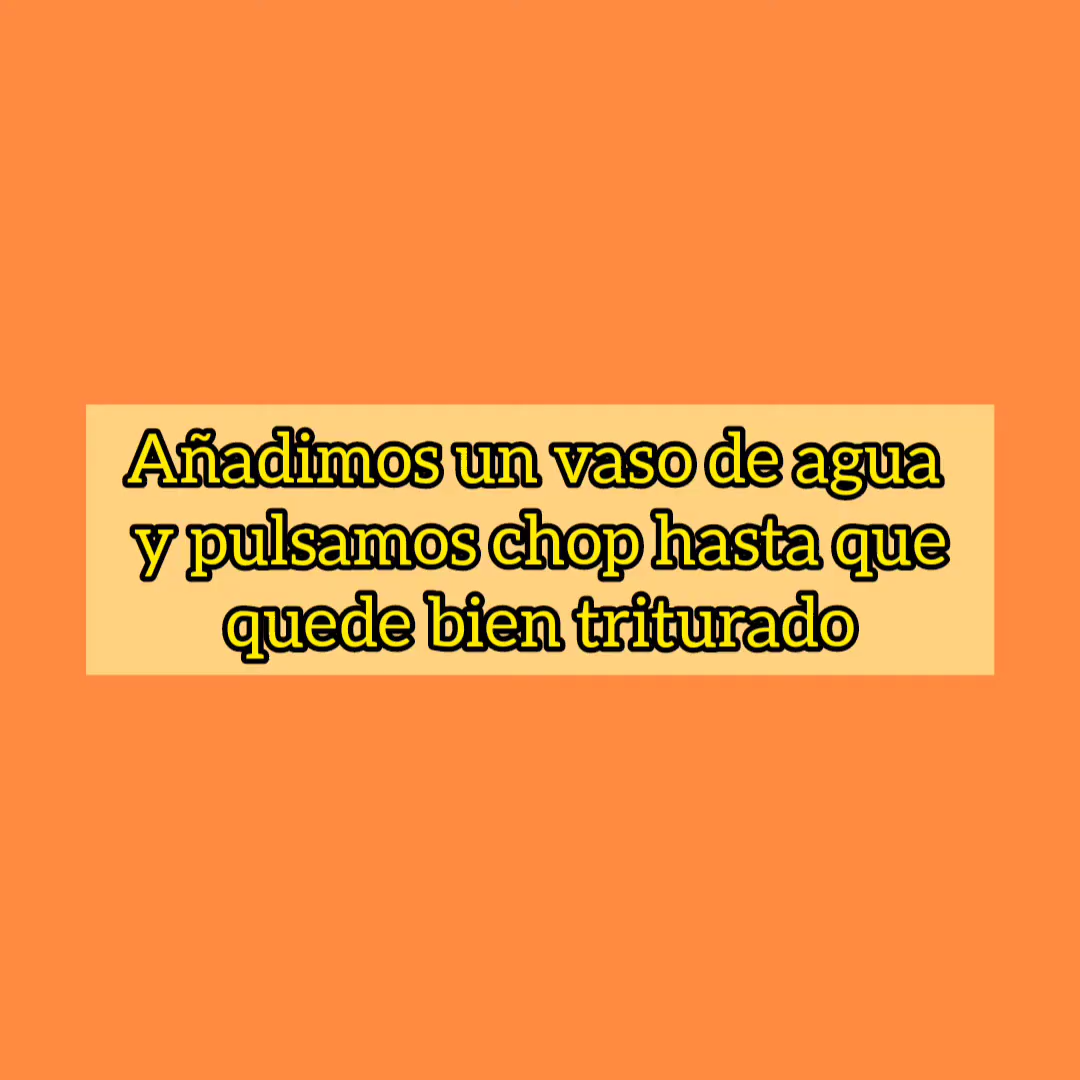 Añadimos un vaso de agua
y pulsamos chop hasta que
quede bien triturado